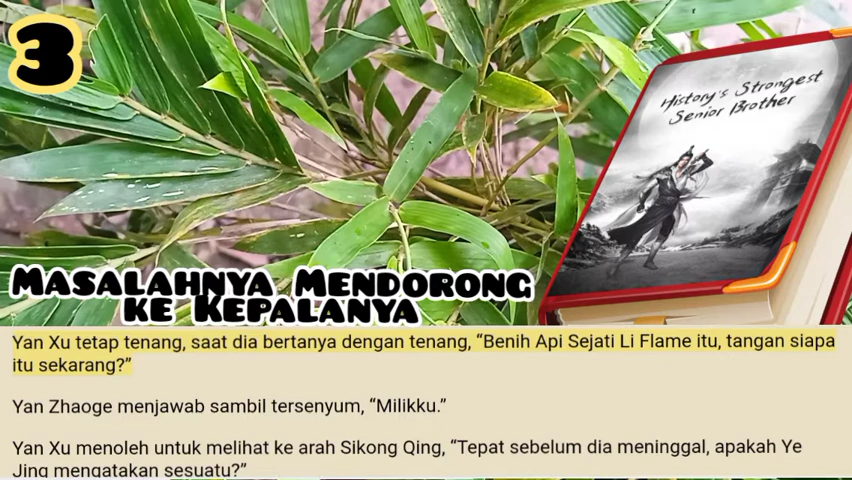 3
History's Strongest
Senior Brother
MASALAHNYA MENDORONG
KE KEPALANYA
Yan Xu tetap tenang, saat dia bertanya dengan tenang, “Benih Api Sejati Li Flame itu, tangan siapa
itu sekarang?”
Yan Zhaoge menjawab sambil tersenyum, “Milikku.”
Yan Xu menoleh untuk melihat ke arah Sikong Qing, “Tepat sebelum dia meninggal, apakah Ye
Jing mengatakan sesuatu?”